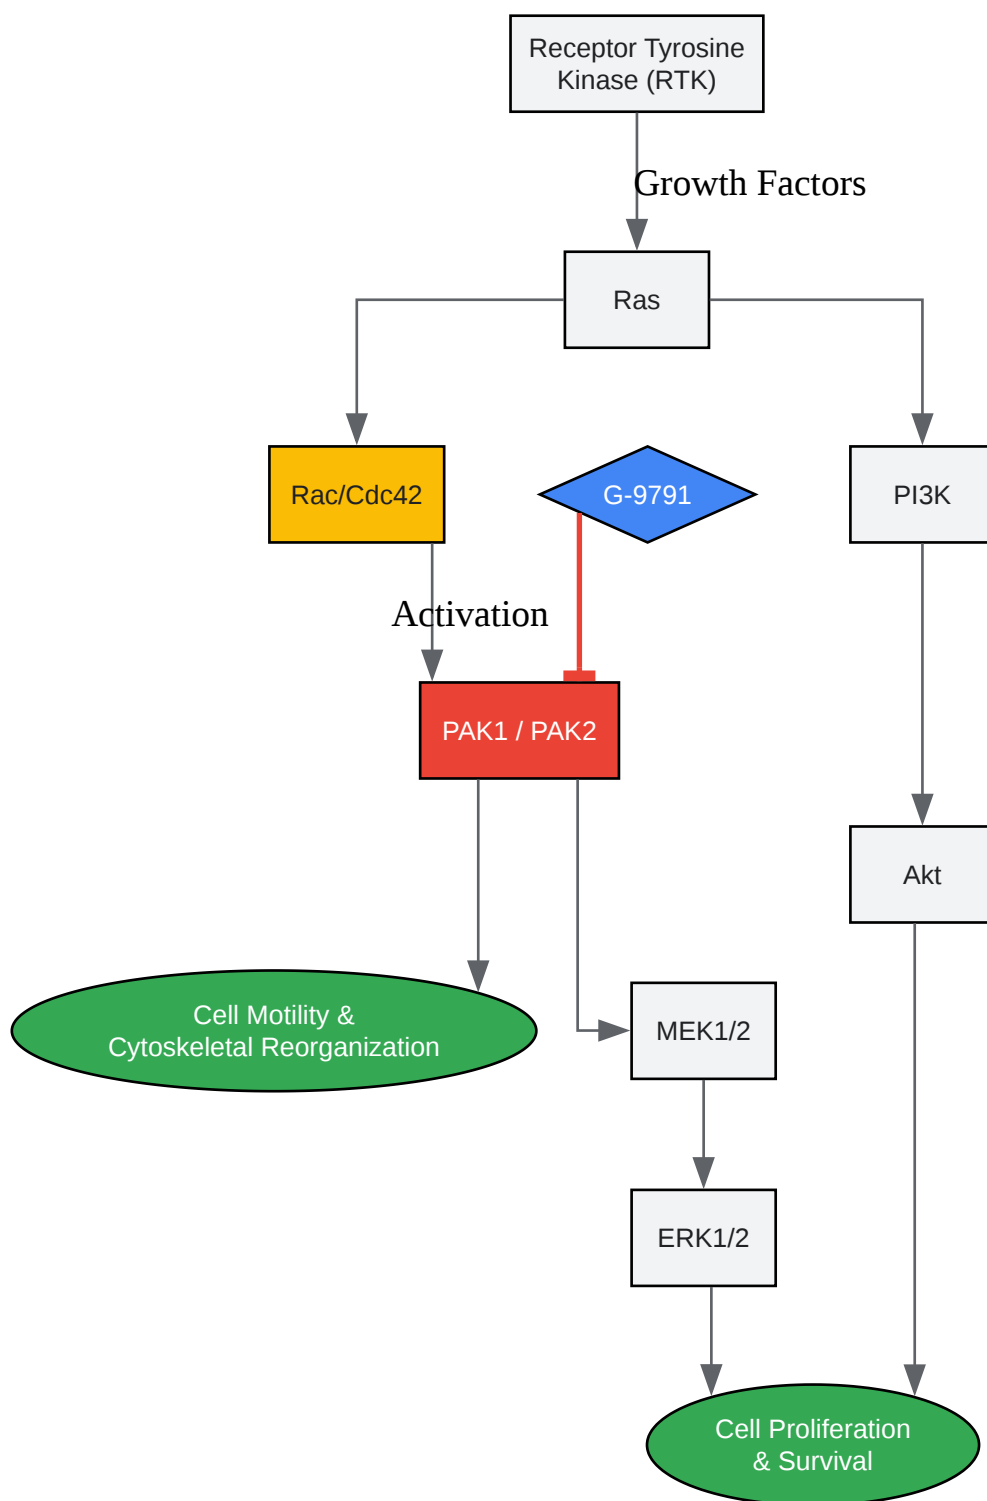 Receptor Tyrosine
Kinase (RTK)
Growth Factors
Ras
Rac/Cdc42
G-9791
PI3K
Activation
PAK1 / PAK2
Akt
Cell Motility &
Cytoskeletal Reorganization
MEK1/2
ERK1/2
Cell Proliferation
& Survival